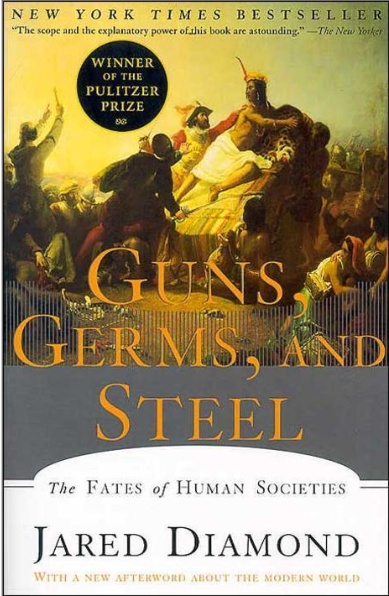 NEW YORK TIMES BESTSELLER
"The scope and the explanatory power of this book are astounding." —The New Yorker
WINNER
OF THE
PULITZER
PRIZE
GUNS,
GERMS, AND
STEEL
The FATES of HUMAN SOCIETIES
JARED DIAMOND
WITH A NEW AFTERWORD ABOUT THE MODERN WORLD